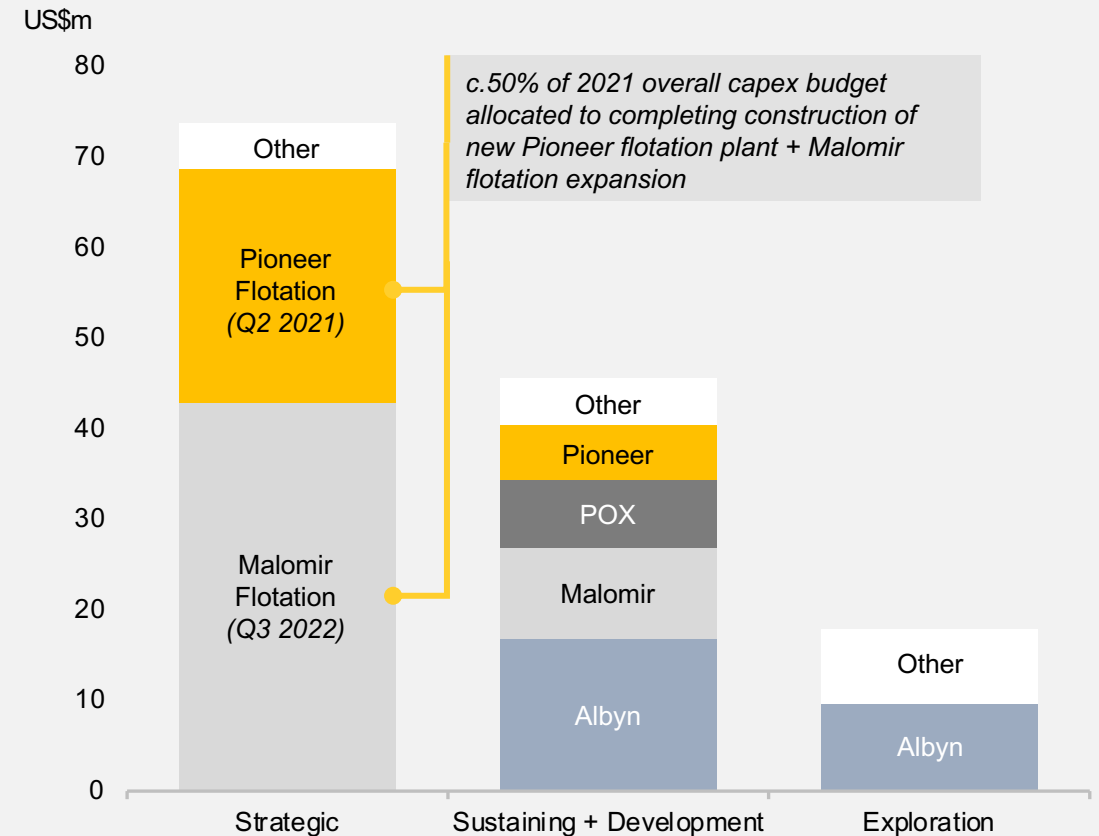 US$m
80
70
60
50
40
30
20
10
0
c.50% of 2021 overall capex budget
allocated to completing construction of
new Pioneer flotation plant + Malomir
flotation expansion
Other
Pioneer
Flotation
(Q2 2021)
Malomir
Flotation
(Q3 2022)
Other
Pioneer
POX
Malomir
Albyn
Other
Albyn
Strategic
Sustaining + Development
Exploration